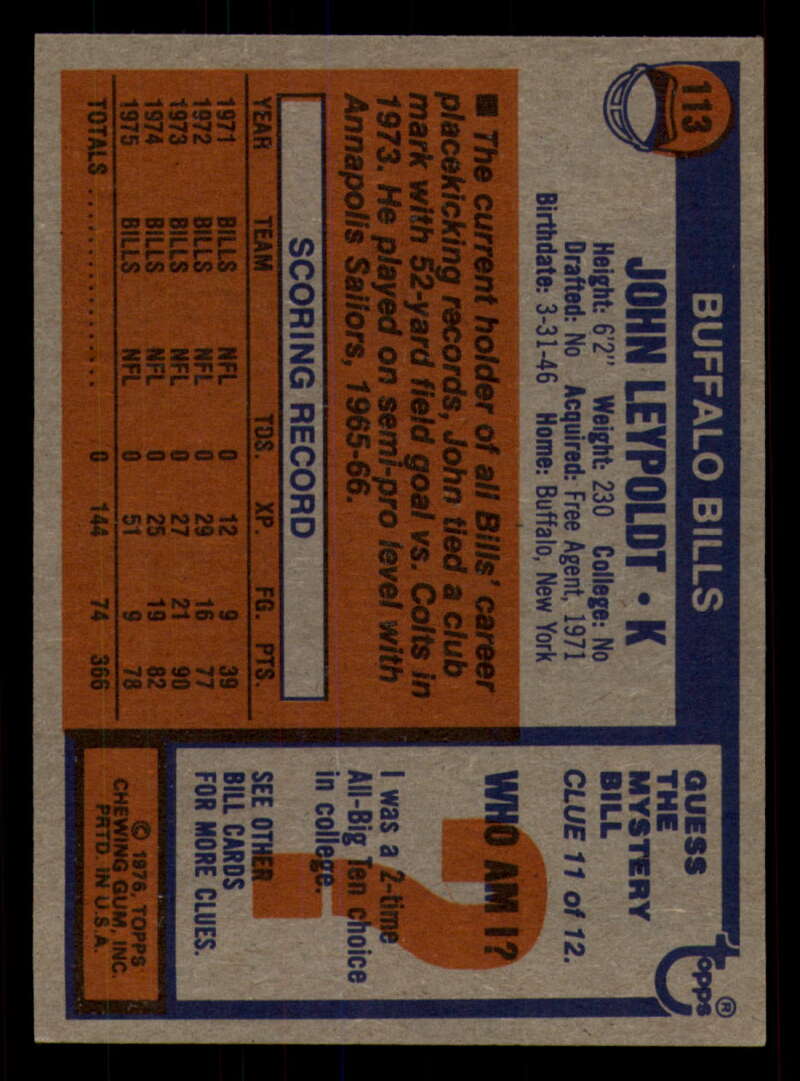 113
BUFFALO BILLS
JOHN LEYPOLDT • K
Height: 6'2" Weight: 230 College: No
Drafted: No Acquired: Free Agent, 1971
Birthdate: 3-31-46 Home: Buffalo, New York
■ The current holder of all Bills' career
placekicking records, John tied a club
mark with 52-yard field goal vs. Colts in
1973. He played on semi-pro level with
Annapolis Sailors, 1965-66.
SCORING RECORD
YEAR TEAM TDS. XP. FG. PTS.
1971 BILLS NFL 0 12 9 39
1972 BILLS NFL 0 29 16 77
1973 BILLS NFL 0 27 21 90
1974 BILLS NFL 0 25 19 82
1975 BILLS NFL 0 51 9 78
TOTALS .............. 0 144 74 366
topps®
GUESS
THE
MYSTERY
BILL
CLUE 11 of 12.
?
WHO AM I?
I was a 2-time
All-Big Ten choice
in college.
SEE OTHER
BILL CARDS
FOR MORE CLUES.
© 1976, TOPPS
CHEWING GUM, INC.
PRTD. IN U.S.A.